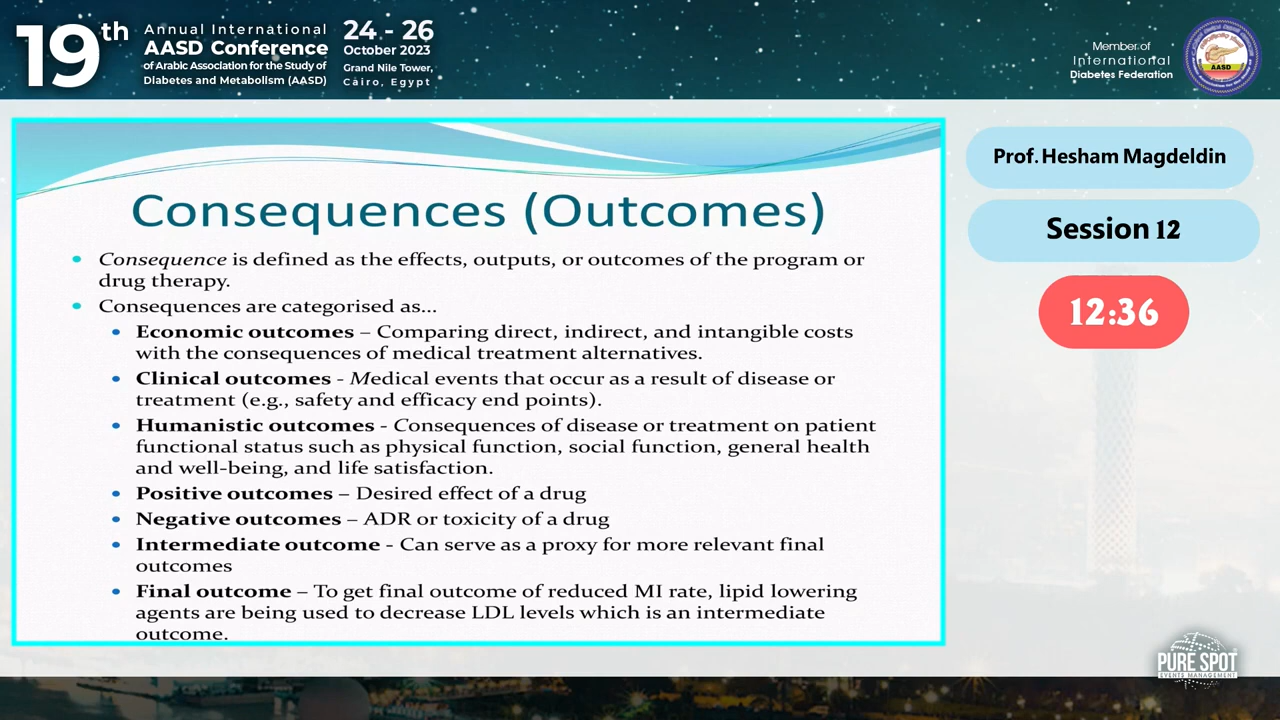 19th
Annual International
AASD Conference
of Arabic Association for the Study of
Diabetes and Metabolism (AASD)
24 - 26
October 2023
Grand Nile Tower,
Cairo, Egypt
Member of
International
Diabetes Federation
AASD
Consequences (Outcomes)
• Consequence is defined as the effects, outputs, or outcomes of the program or
drug therapy.
• Consequences are categorised as...
• Economic outcomes – Comparing direct, indirect, and intangible costs
with the consequences of medical treatment alternatives.
• Clinical outcomes - Medical events that occur as a result of disease or
treatment (e.g., safety and efficacy end points).
• Humanistic outcomes - Consequences of disease or treatment on patient
functional status such as physical function, social function, general health
and well-being, and life satisfaction.
• Positive outcomes – Desired effect of a drug
• Negative outcomes – ADR or toxicity of a drug
• Intermediate outcome - Can serve as a proxy for more relevant final
outcomes
• Final outcome – To get final outcome of reduced MI rate, lipid lowering
agents are being used to decrease LDL levels which is an intermediate
outcome.
Prof. Hesham Magdeldin
Session 12
12:36
PURE SPOT
EVENTS MANAGEMENT